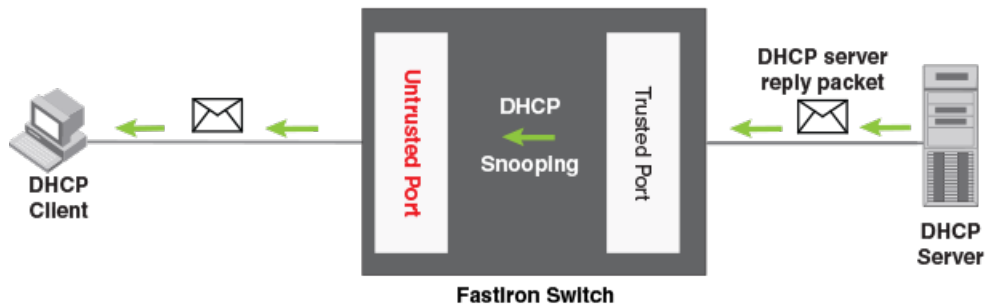 DHCP server
reply packet
Untrusted Port
DHCP
Snooping
Trusted Port
DHCP
Client
DHCP
Server
FastIron Switch